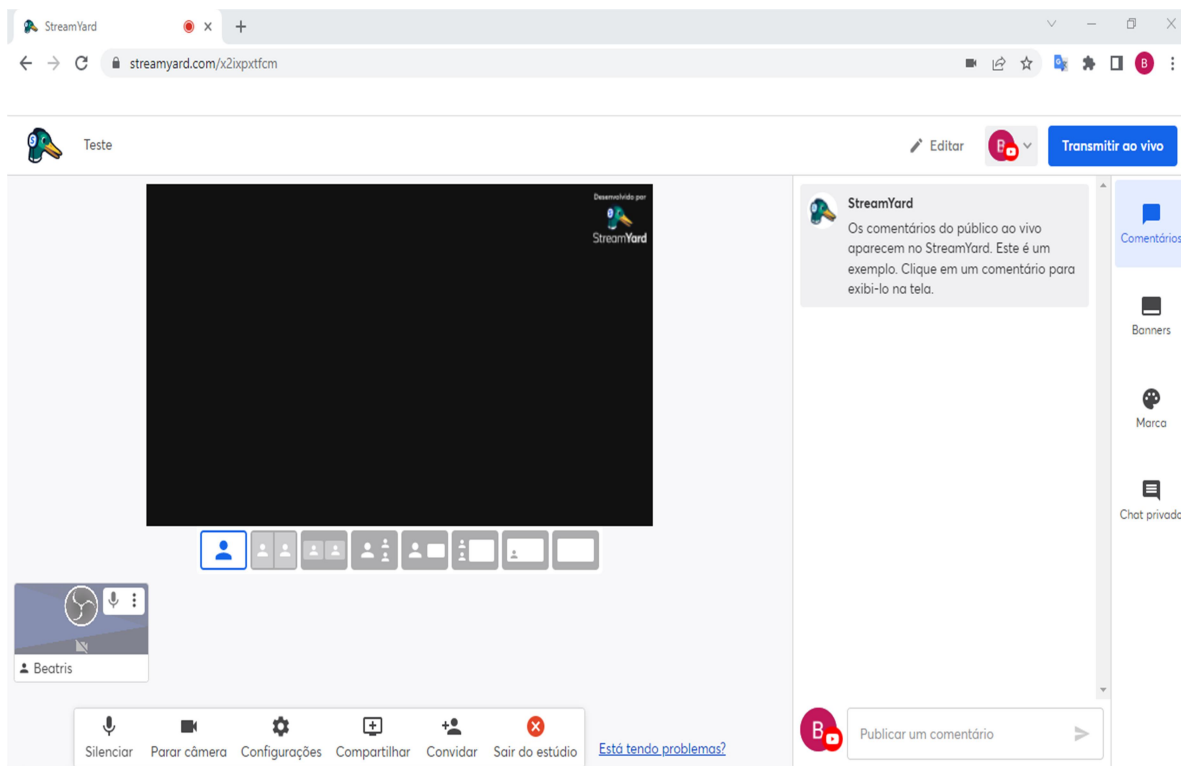 StreamYard
streamyard.com/x2ixpxtfcm
B
Teste
Editar
B
Transmitir ao vivo
Desenvolvido por
StreamYard
StreamYard
Os comentários do público ao vivo
aparecem no StreamYard. Este é um
exemplo. Clique em um comentário para
exibi-lo na tela.
Comentários
Banners
Marca
Chat privado
Beatris
Silenciar
Parar câmera
Configurações
Compartilhar
Convidar
Sair do estúdio
Está tendo problemas?
B
Publicar um comentário